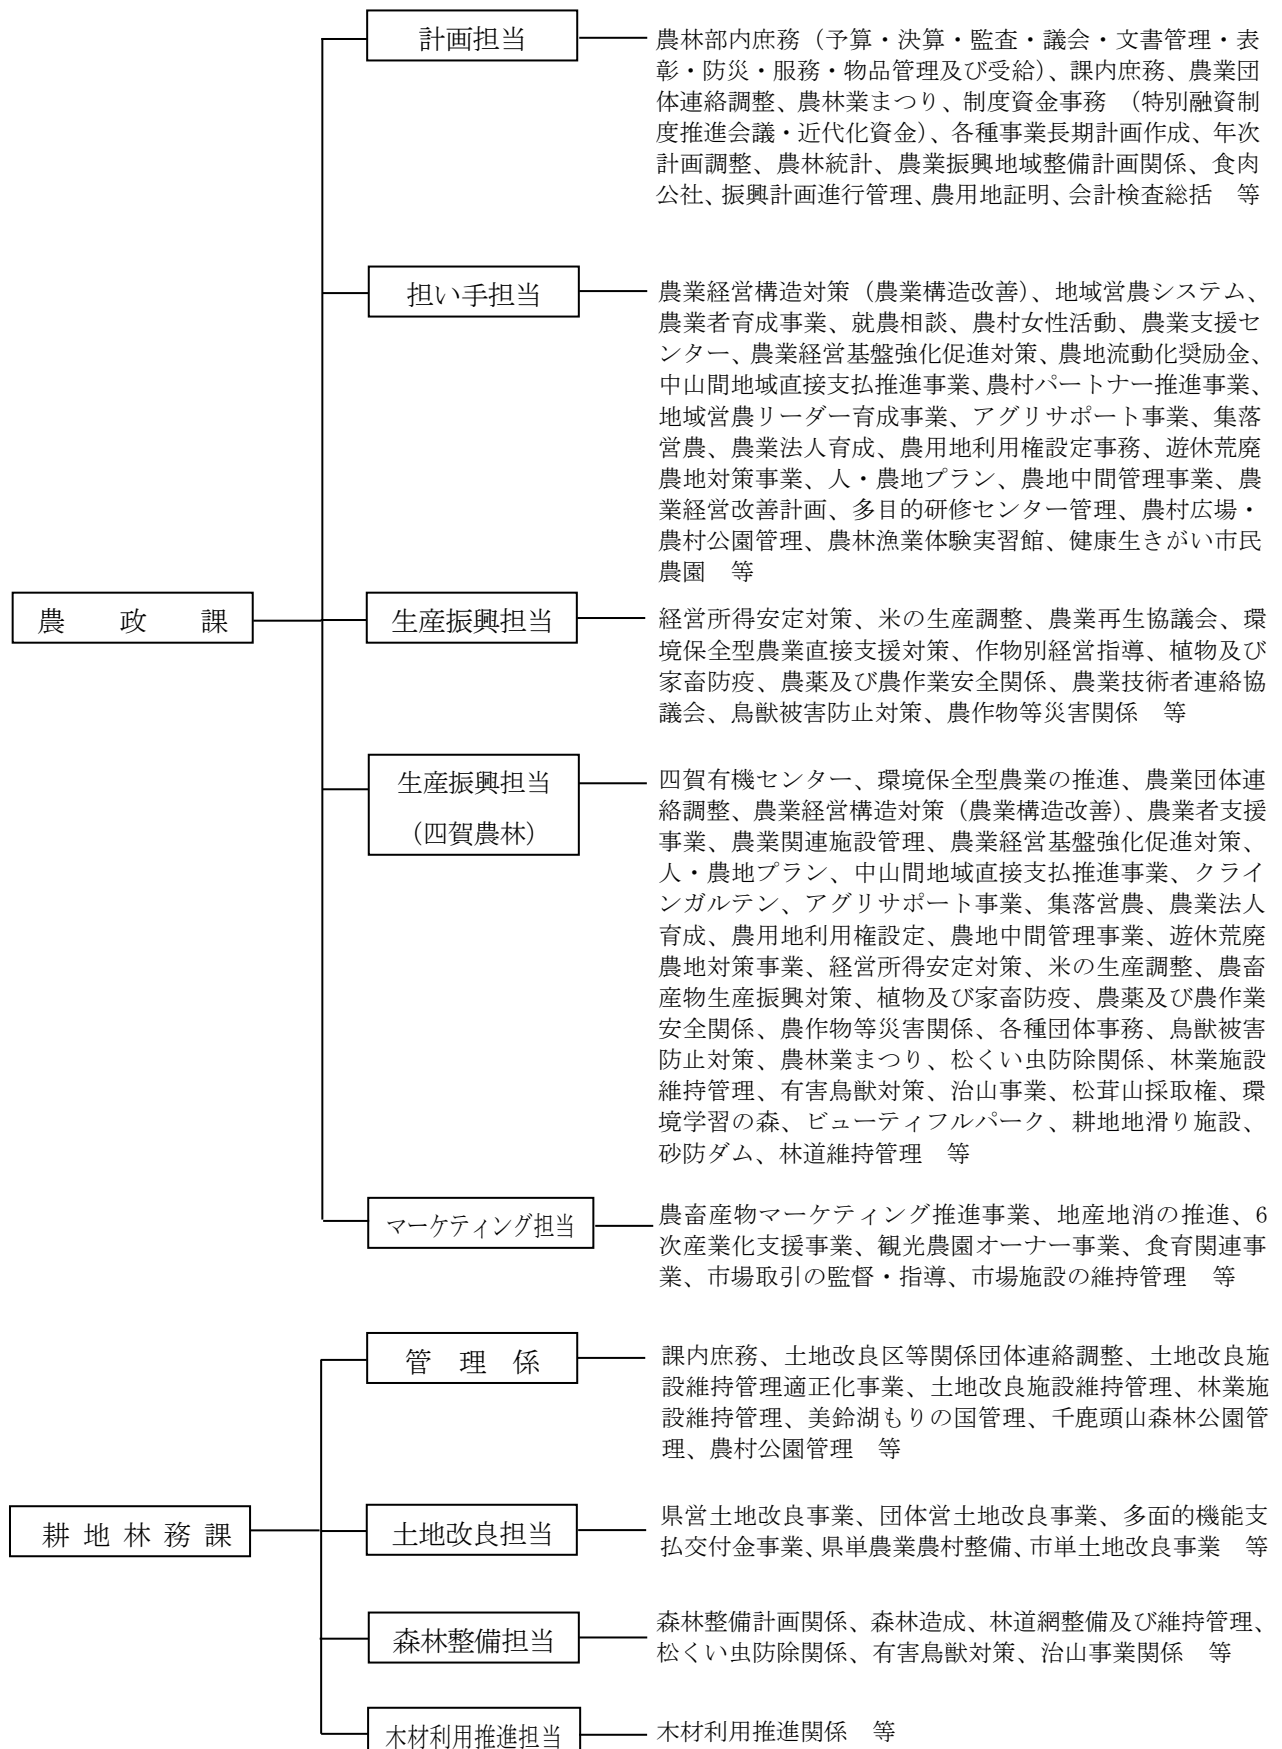 計画担当
農林部内庶務（予算・決算・監査・議会・文書管理・表
彰・防災・服務・物品管理及び受給）、課内庶務、農業団
体連絡調整、農林業まつり、制度資金事務　（特別融資制
度推進会議・近代化資金）、各種事業長期計画作成、年次
計画調整、農林統計、農業振興地域整備計画関係、食肉
公社、振興計画進行管理、農用地証明、会計検査総括　等
担い手担当
農業経営構造対策（農業構造改善）、地域営農システム、
農業者育成事業、就農相談、農村女性活動、農業支援セ
ンター、農業経営基盤強化促進対策、農地流動化奨励金、
中山間地域直接支払推進事業、農村パートナー推進事業、
地域営農リーダー育成事業、アグリサポート事業、集落
営農、農業法人育成、農用地利用権設定事務、遊休荒廃
農地対策事業、人・農地プラン、農地中間管理事業、農
業経営改善計画、多目的研修センター管理、農村広場・
農村公園管理、農林漁業体験実習館、健康生きがい市民
農園　等
農　政　課
生産振興担当
経営所得安定対策、米の生産調整、農業再生協議会、環
境保全型農業直接支援対策、作物別経営指導、植物及び
家畜防疫、農薬及び農作業安全関係、農業技術者連絡協
議会、鳥獣被害防止対策、農作物等災害関係　等
生産振興担当
（四賀農林）
四賀有機センター、環境保全型農業の推進、農業団体連
絡調整、農業経営構造対策（農業構造改善）、農業者支援
事業、農業関連施設管理、農業経営基盤強化促進対策、
人・農地プラン、中山間地域直接支払推進事業、クライ
ンガルテン、アグリサポート事業、集落営農、農業法人
育成、農用地利用権設定、農地中間管理事業、遊休荒廃
農地対策事業、経営所得安定対策、米の生産調整、農畜
産物生産振興対策、植物及び家畜防疫、農薬及び農作業
安全関係、農作物等災害関係、各種団体事務、鳥獣被害
防止対策、農林業まつり、松くい虫防除関係、林業施設
維持管理、有害鳥獣対策、治山事業、松茸山採取権、環
境学習の森、ビューティフルパーク、耕地地滑り施設、
砂防ダム、林道維持管理　等
マーケティング担当
農畜産物マーケティング推進事業、地産地消の推進、6
次産業化支援事業、観光農園オーナー事業、食育関連事
業、市場取引の監督・指導、市場施設の維持管理　等
管　理　係
課内庶務、土地改良区等関係団体連絡調整、土地改良施
設維持管理適正化事業、土地改良施設維持管理、林業施
設維持管理、美鈴湖もりの国管理、千鹿頭山森林公園管
理、農村公園管理　等
耕 地 林 務 課
土地改良担当
県営土地改良事業、団体営土地改良事業、多面的機能支
払交付金事業、県単農業農村整備、市単土地改良事業　等
森林整備担当
森林整備計画関係、森林造成、林道網整備及び維持管理、
松くい虫防除関係、有害鳥獣対策、治山事業関係　等
木材利用推進担当
木材利用推進関係　等